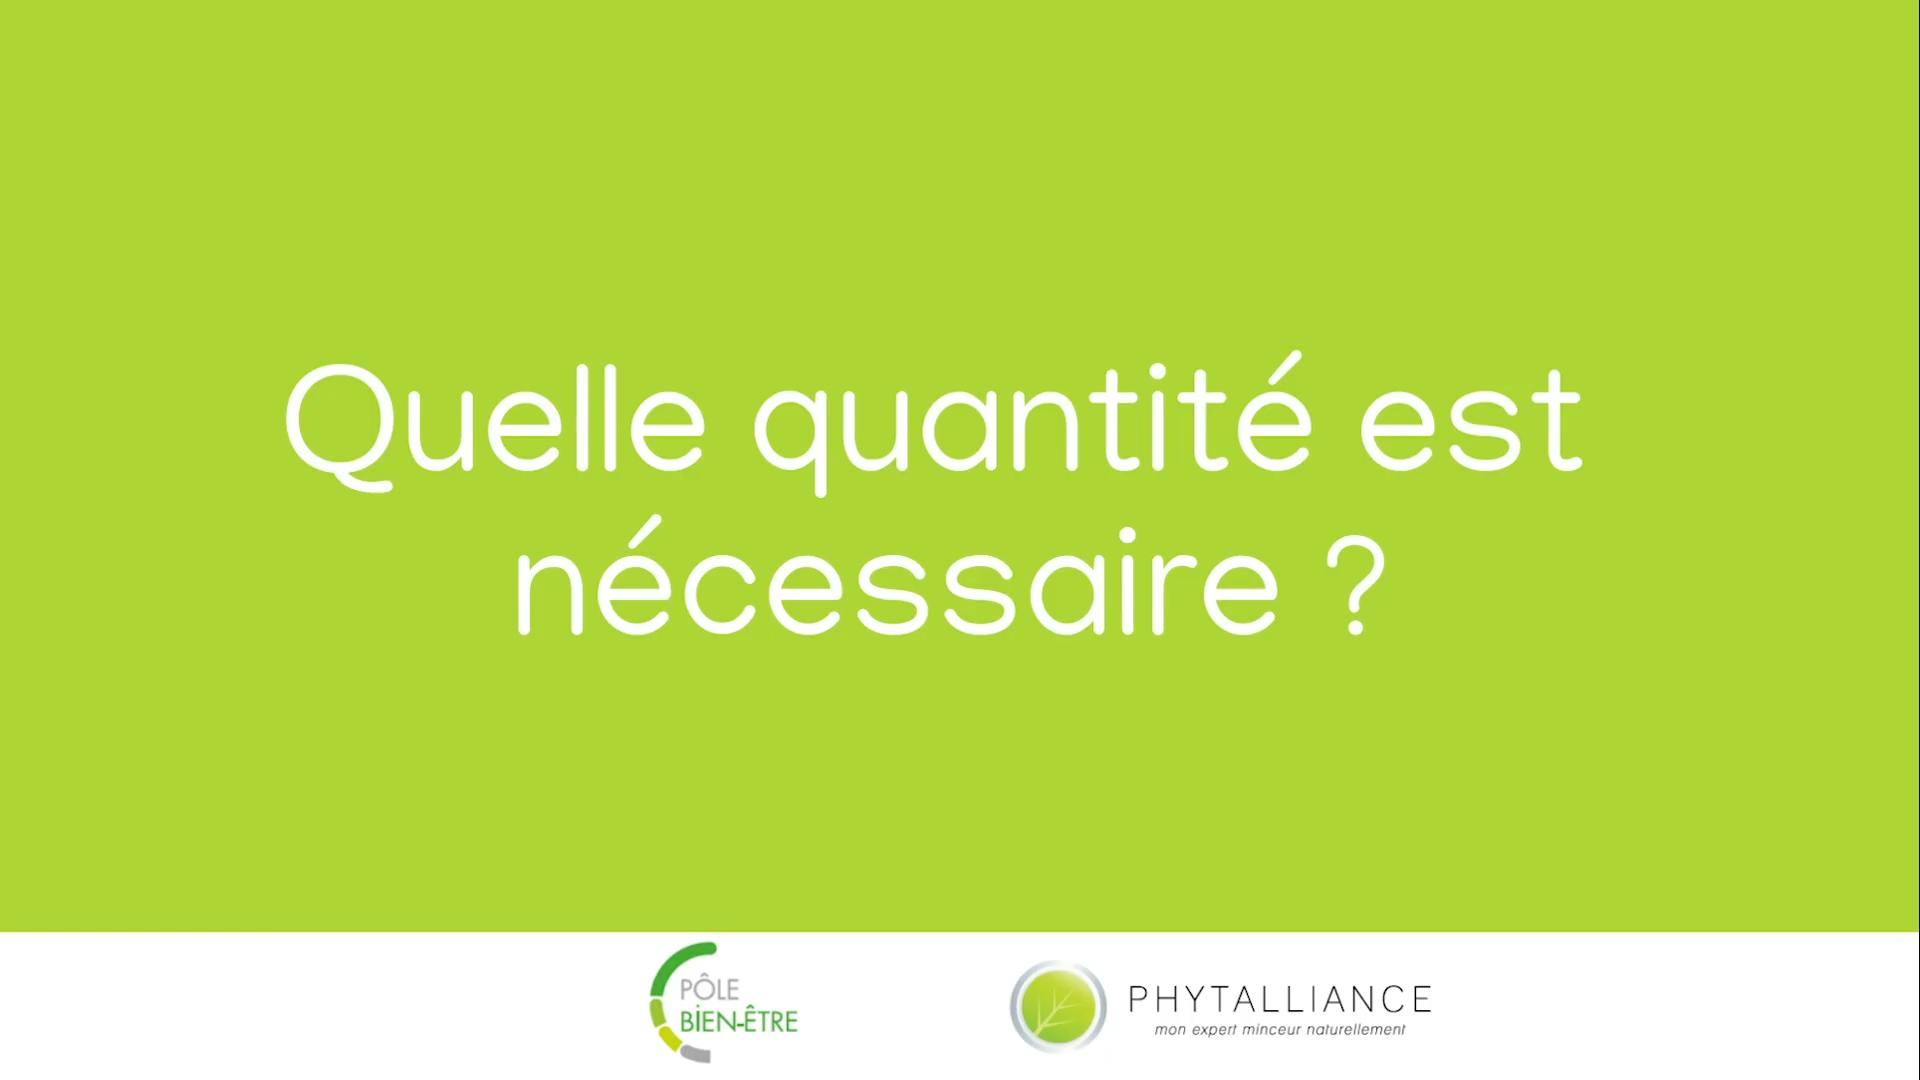 Quelle quantité est
nécessaire ?
PÔLE
BIEN-ÊTRE
PHYTALLIANCE
mon expert minceur naturellement